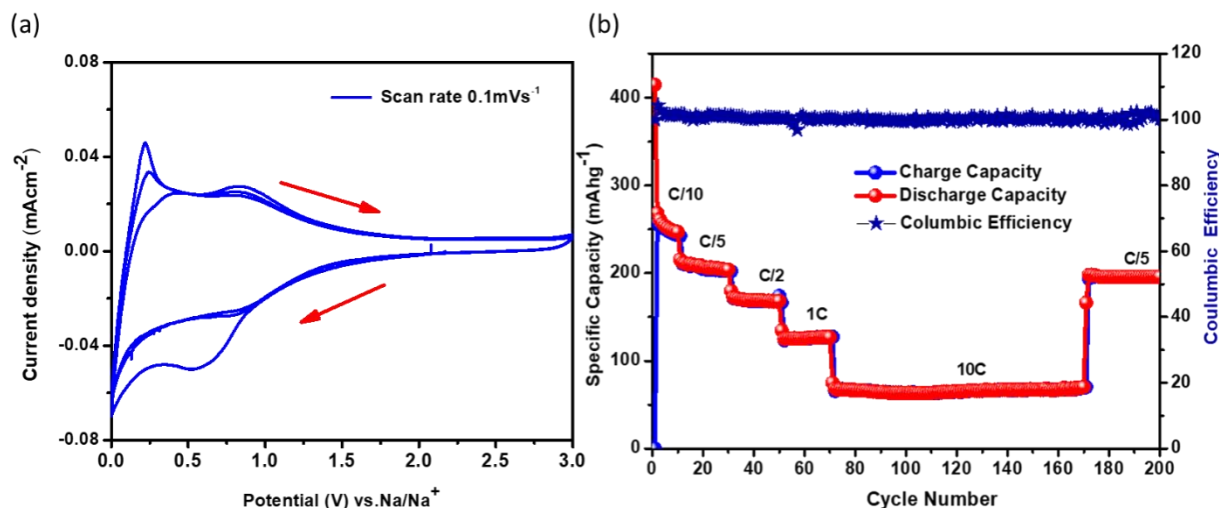 (a)
0.08
0.04
0.00
-0.04
-0.08
Current density (mAcm-2)
Scan rate 0.1mVs-1
0.0 0.5 1.0 1.5 2.0 2.5 3.0
Potential (V) vs.Na/Na+
(b)
400
300
250
200
150
100
50
0
Specific Capacity (mAhg-1)
C/10
C/5
C/2
1C
10C
C/5
Charge Capacity
Discharge Capacity
Columbic Efficiency
120
100
80
60
40
20
0
Coulumbic Efficiency
0 20 40 60 80 100 120 140 160 180 200
Cycle Number